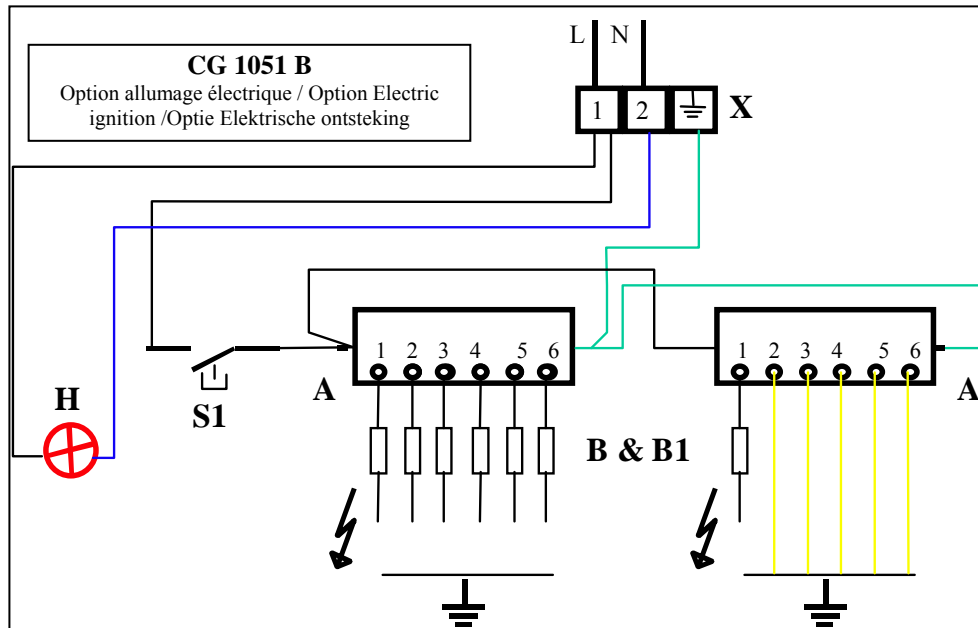 CG 1051 B
Option allumage électrique / Option Electric
ignition /Optie Elektrische ontsteking
L N
1 2 X
1 2 3 4 5 6
1 2 3 4 5 6
A
A
S1
H
B & B1